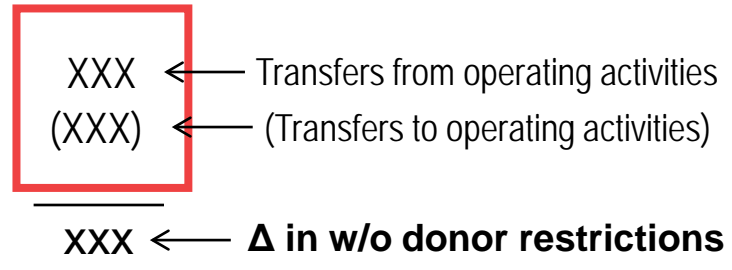 XXX ← Transfers from operating activities
(XXX) ← (Transfers to operating activities)
XXX ← Δ in w/o donor restrictions